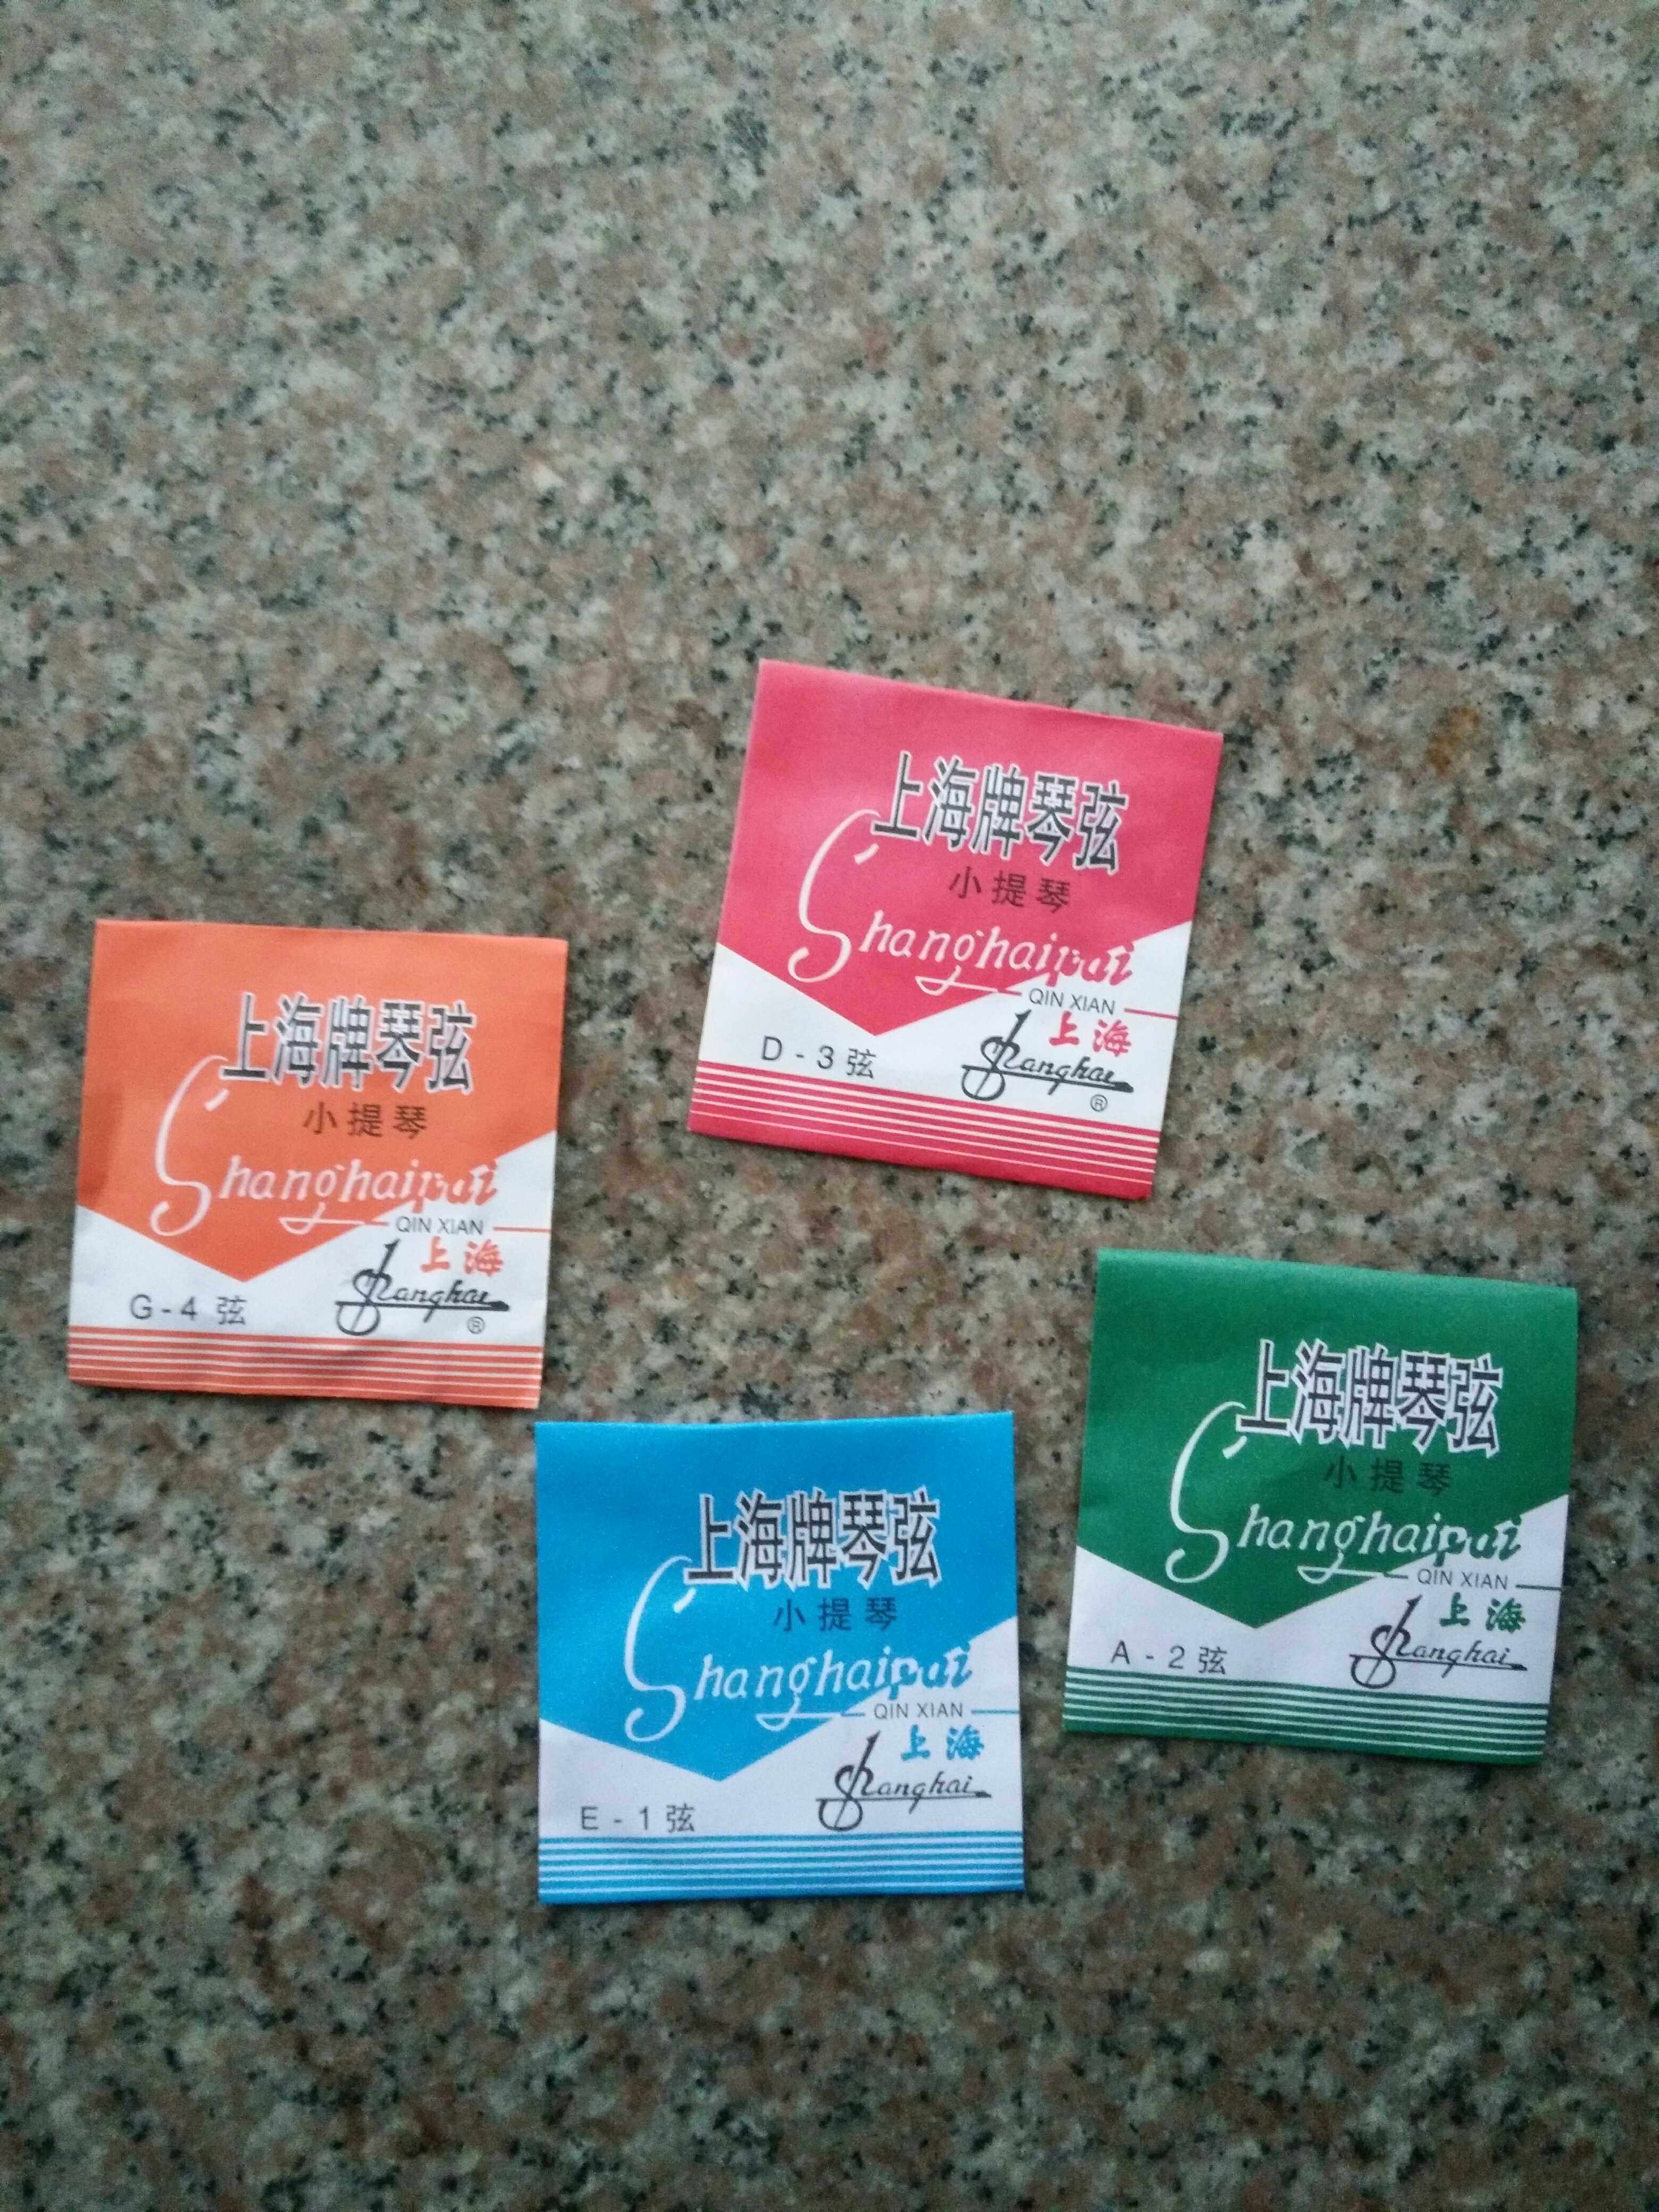 上海牌琴弦
小提琴
Shanghaipai
QIN XIAN
上海
Shanghai
®
D - 3 弦
上海牌琴弦
小提琴
Shanghaipai
QIN XIAN
上海
Shanghai
®
G - 4 弦
上海牌琴弦
小提琴
Shanghaipai
QIN XIAN
上海
Shanghai
A - 2 弦
上海牌琴弦
小提琴
Shanghaipai
QIN XIAN
上海
Shanghai
E - 1 弦